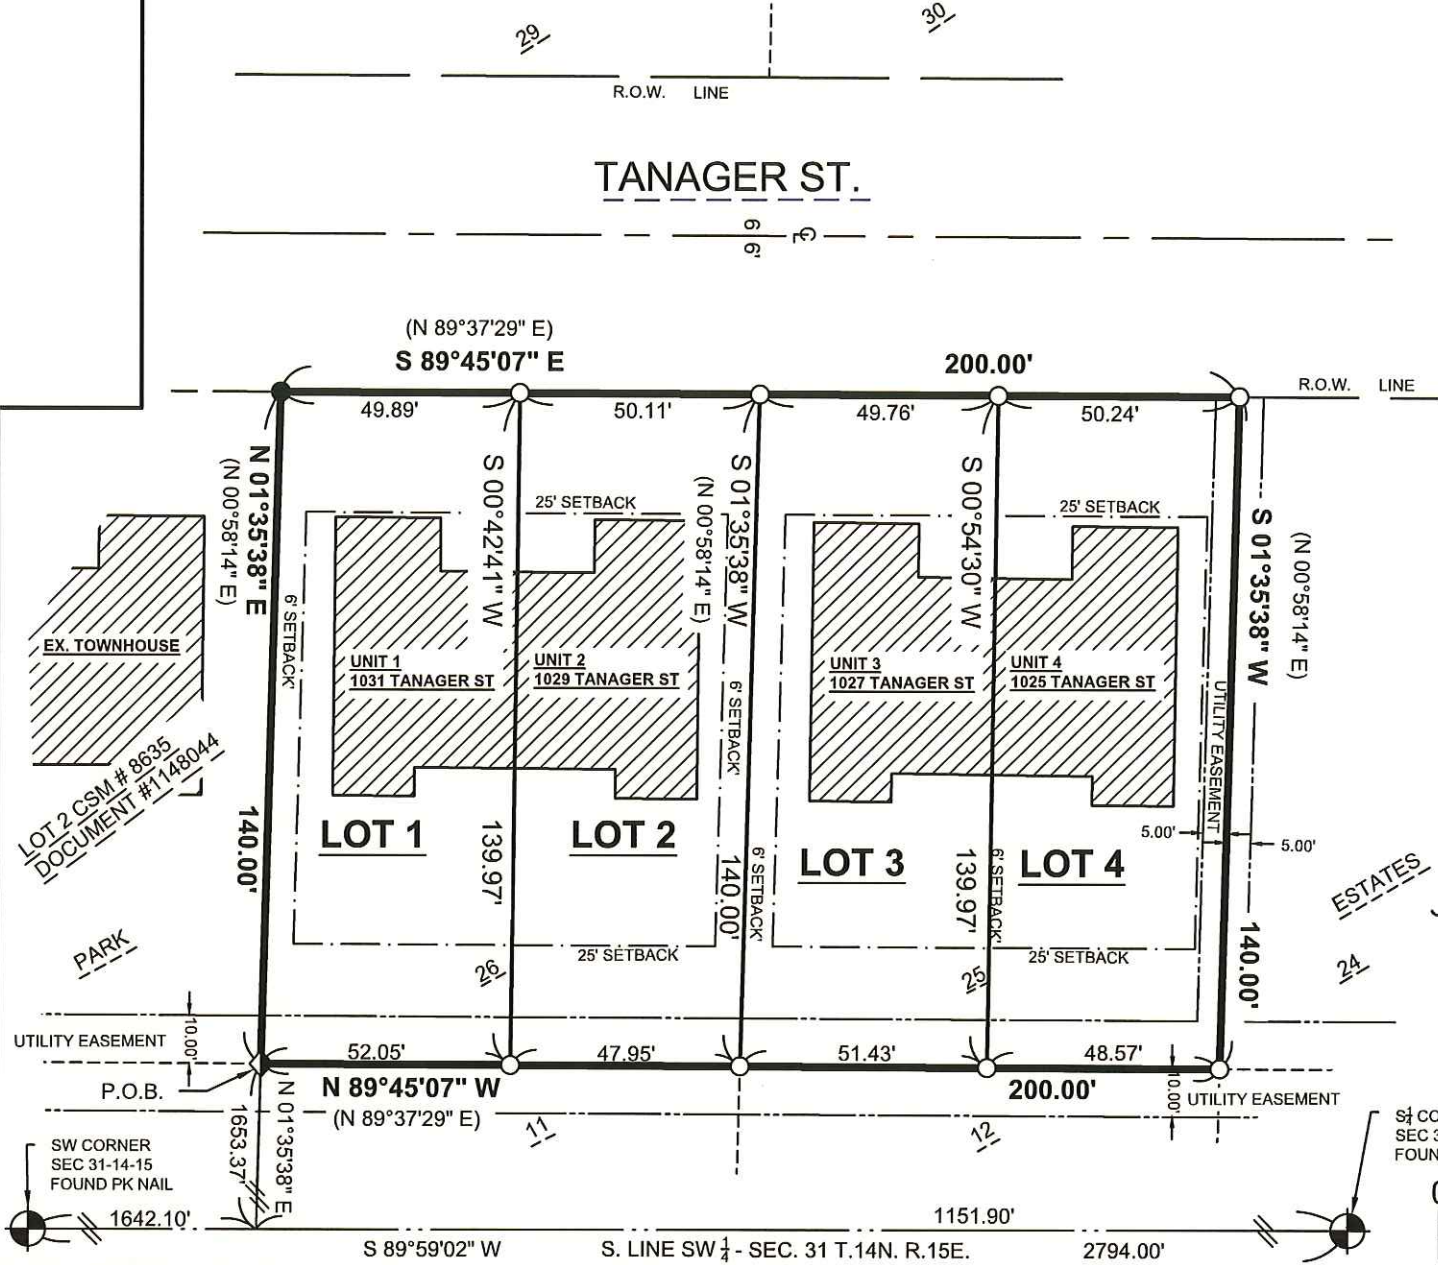 29
30
R.O.W. LINE
TANAGER ST.
66'
CL
(N 89°37'29" E)
S 89°45'07" E
200.00'
R.O.W. LINE
49.89'
50.11'
49.76'
50.24'
N 01°35'38" E
(N 00°58'14" E)
140.00'
S 00°42'41" W
139.97'
S 01°35'38" W
(N 00°58'14" E)
140.00'
S 00°54'30" W
139.97'
S 01°35'38" W
(N 00°58'14" E)
140.00'
25' SETBACK
25' SETBACK
6' SETBACK'
6' SETBACK'
6' SETBACK'
6' SETBACK'
EX. TOWNHOUSE
UNIT 1
1031 TANAGER ST
UNIT 2
1029 TANAGER ST
UNIT 3
1027 TANAGER ST
UNIT 4
1025 TANAGER ST
UTILITY EASEMENT
LOT 2 CSM # 8635
DOCUMENT #1148044
LOT 1
LOT 2
LOT 3
LOT 4
5.00'
5.00'
PARK
ESTATES
25' SETBACK
25' SETBACK
26
25
24
UTILITY EASEMENT
10.00'
P.O.B.
52.05'
47.95'
51.43'
48.57'
N 89°45'07" W
200.00'
(N 89°37'29" E)
10.00'
UTILITY EASEMENT
11
12
N 01°35'38" E
1653.37'
SW CORNER
SEC 31-14-15
FOUND PK NAIL
S1/4 CO
SEC 3
FOUN
1642.10'
1151.90'
S 89°59'02" W
S. LINE SW 1/4 - SEC. 31 T.14N. R.15E.
2794.00'